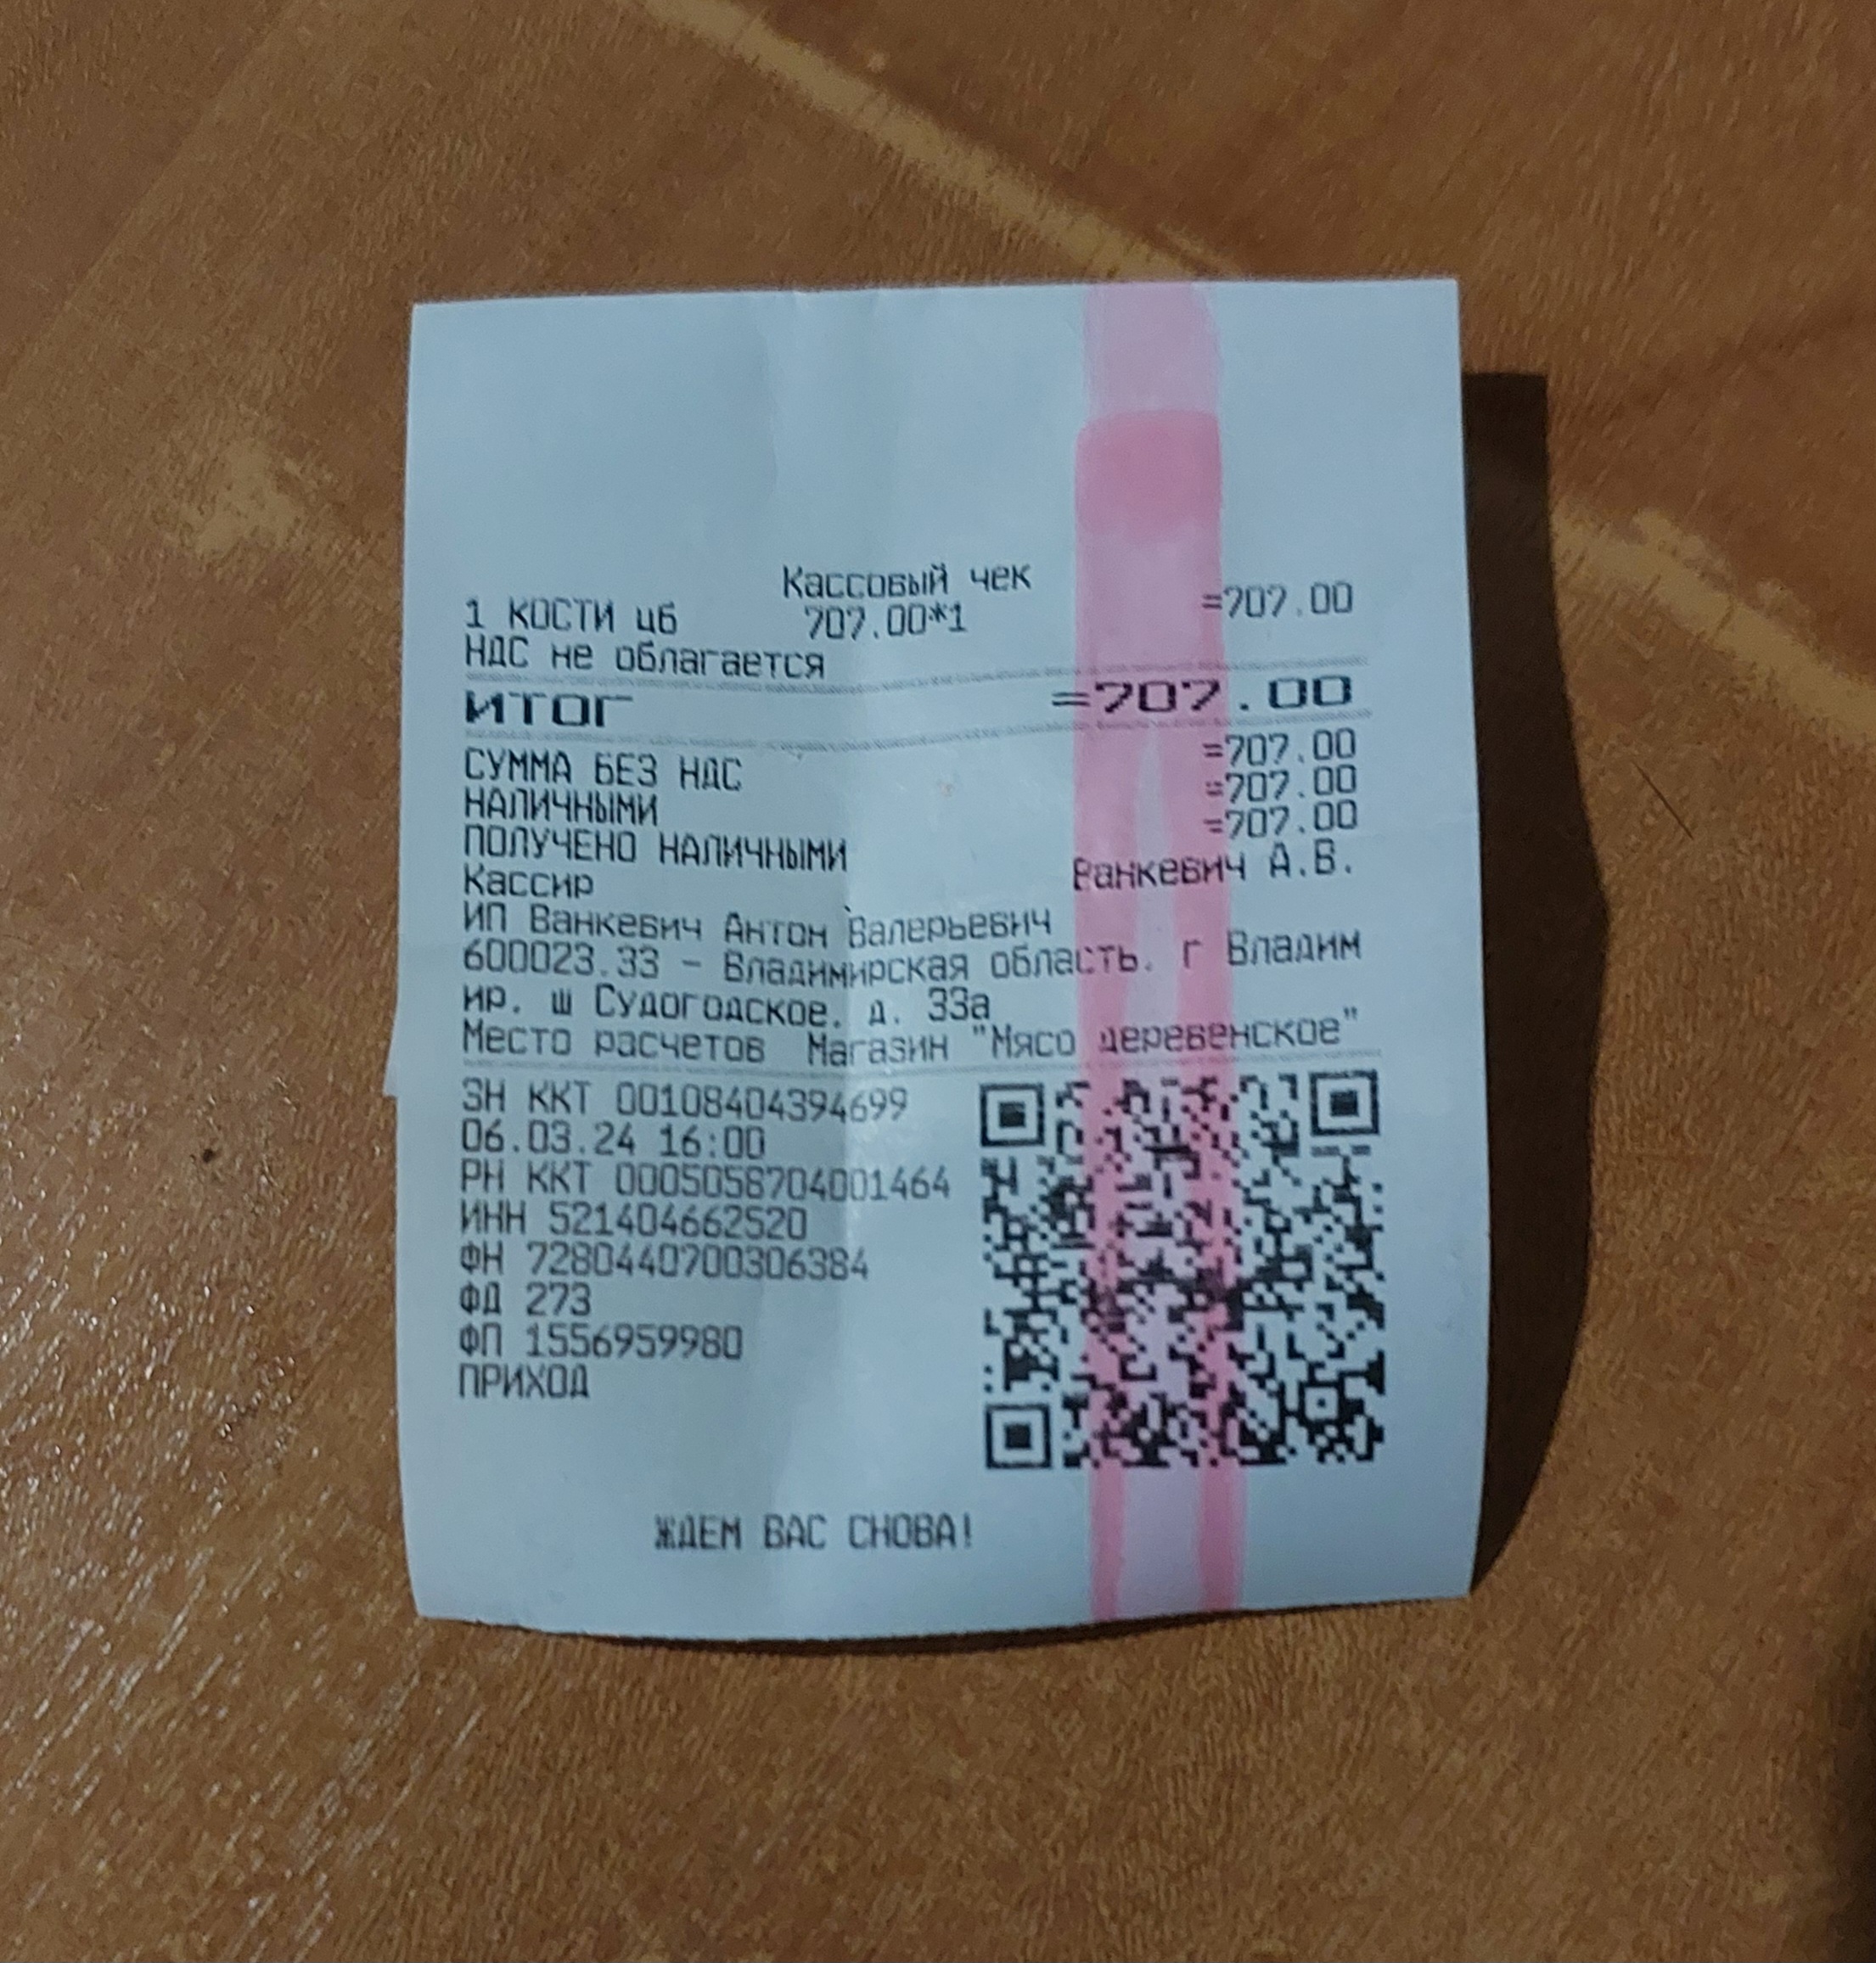 Кассовый чек
1 КОСТИ цб 707.00*1 =707.00
НДС не облагается
ИТОГ =707.00
СУММА БЕЗ НДС =707.00
НАЛИЧНЫМИ =707.00
ПОЛУЧЕНО НАЛИЧНЫМИ =707.00
Кассир Ванкевич А.В.
ИП Ванкевич Антон Валерьевич
600023.33 - Владимирская область. г Владим
ир. ш Судогодское. д. 33а
Место расчетов Магазин "Мясо деревенское"
ЗН ККТ 00108404394699
06.03.24 16:00
РН ККТ 0005058704001464
ИНН 521404662520
ФН 7280440700306384
ФД 273
ФП 1556959980
ПРИХОД
ЖДЕМ ВАС СНОВА!